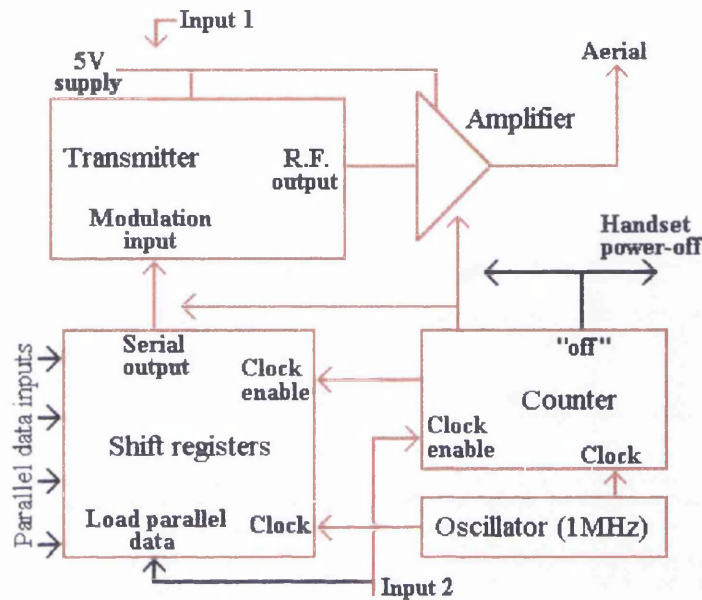 Input 1
5V
supply
Aerial
Amplifier
Transmitter
R.F.
output
Modulation
input
Handset
power-off
Serial
output
"off"
Clock
enable
Counter
Parallel data inputs
Clock
enable
Shift registers
Clock
Load parallel
data
Clock
Oscillator (1MHz)
Input 2